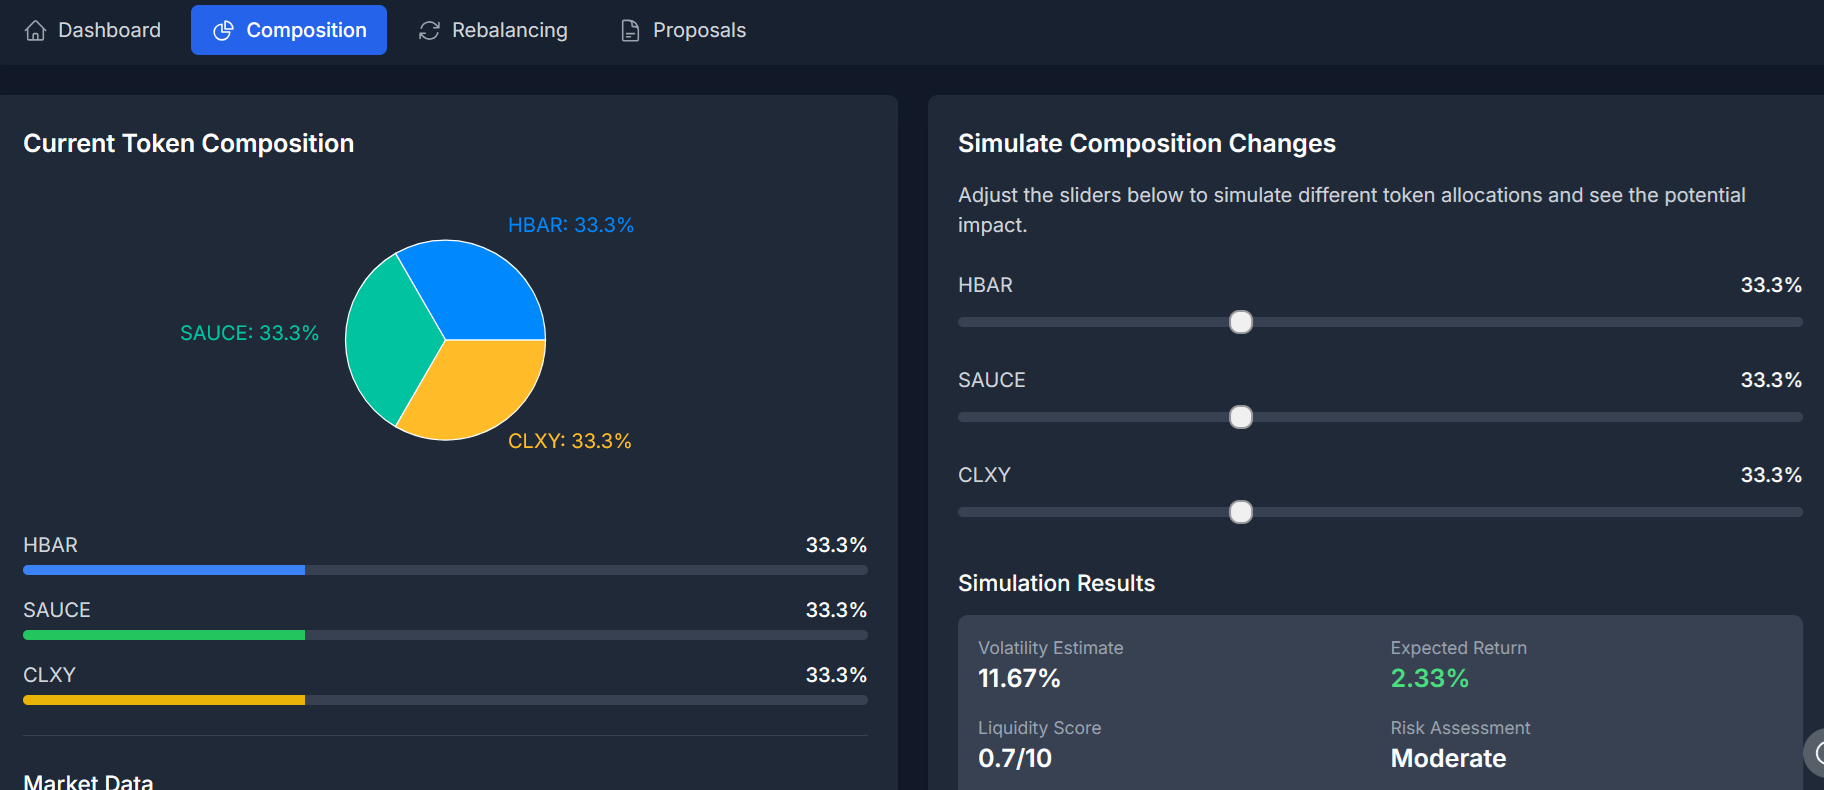 Dashboard
Composition
Rebalancing
Proposals
Current Token Composition
HBAR: 33.3%
SAUCE: 33.3%
CLXY: 33.3%
HBAR 33.3%
SAUCE 33.3%
CLXY 33.3%
Market Data
Simulate Composition Changes
Adjust the sliders below to simulate different token allocations and see the potential
impact.
HBAR 33.3%
SAUCE 33.3%
CLXY 33.3%
Simulation Results
Volatility Estimate
11.67%
Expected Return
2.33%
Liquidity Score
0.7/10
Risk Assessment
Moderate